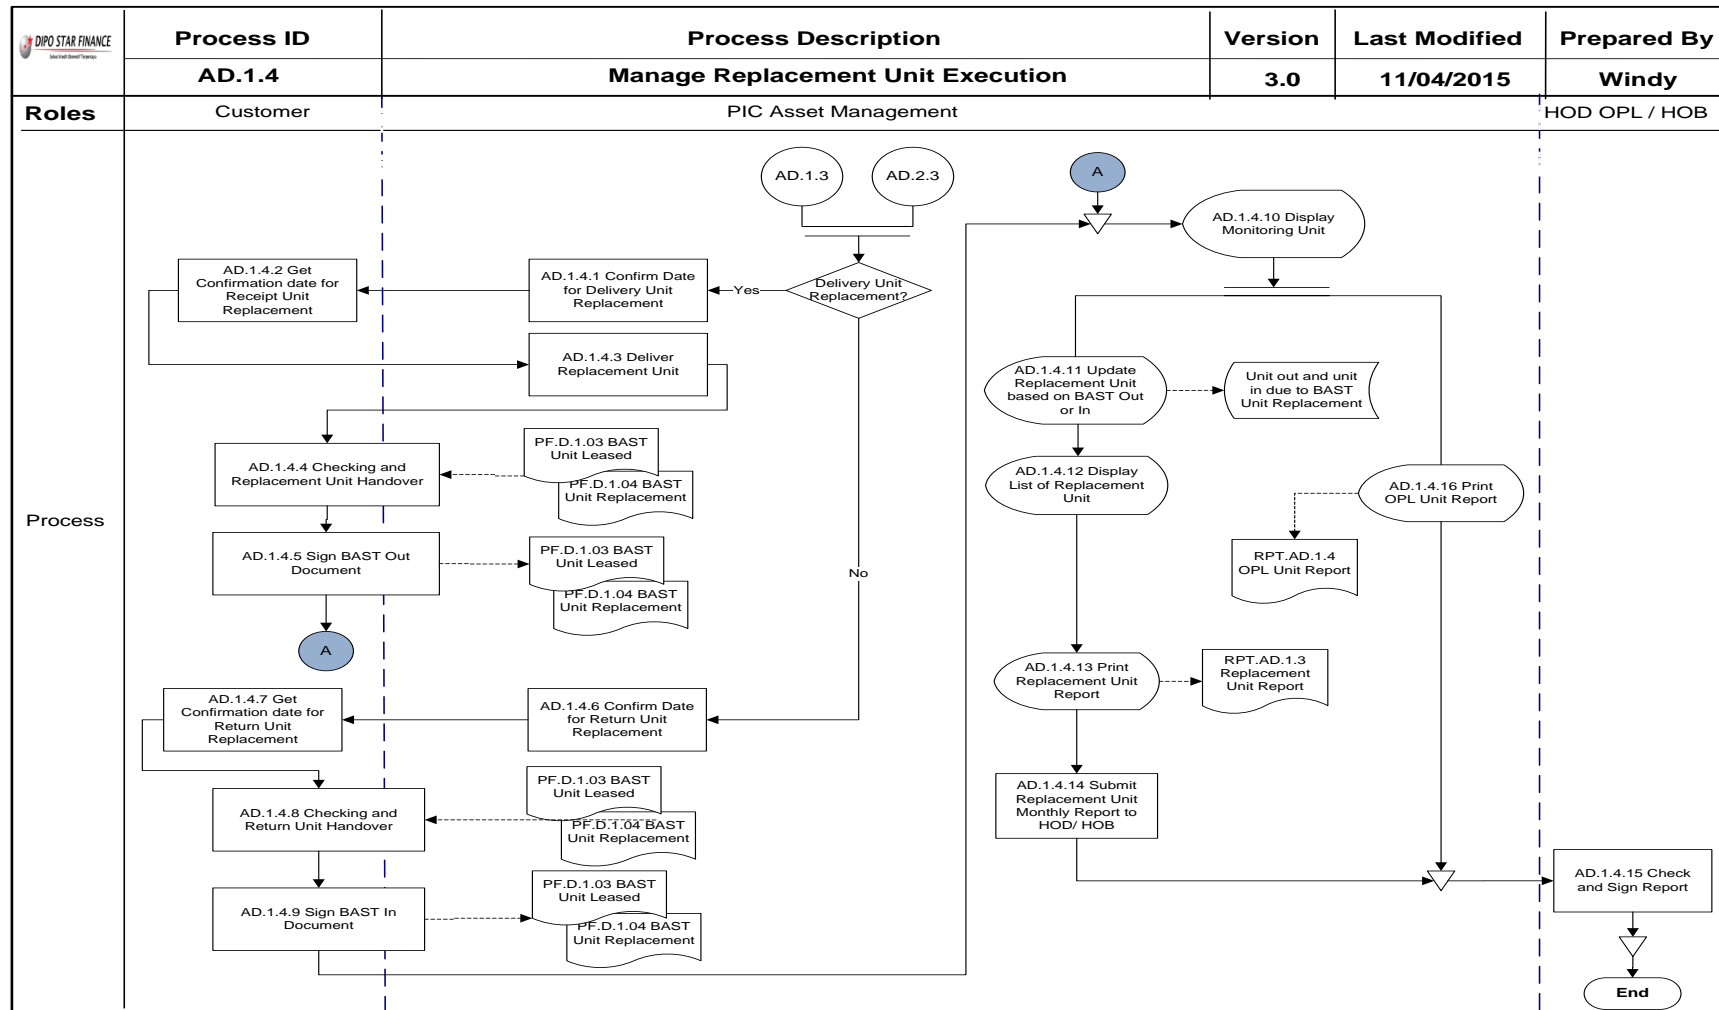 DIPO STAR FINANCE
Process ID
Process Description
Version
Last Modified
Prepared By
AD.1.4
Manage Replacement Unit Execution
3.0
11/04/2015
Windy
Roles
Customer
PIC Asset Management
HOD OPL / HOB
Process
AD.1.3
AD.2.3
Delivery Unit
Replacement?
Yes
No
AD.1.4.1 Confirm Date
for Delivery Unit
Replacement
AD.1.4.2 Get
Confirmation date for
Receipt Unit
Replacement
AD.1.4.3 Deliver
Replacement Unit
AD.1.4.4 Checking and
Replacement Unit Handover
PF.D.1.03 BAST
Unit Leased
PF.D.1.04 BAST
Unit Replacement
AD.1.4.5 Sign BAST Out
Document
PF.D.1.03 BAST
Unit Leased
PF.D.1.04 BAST
Unit Replacement
A
AD.1.4.6 Confirm Date
for Return Unit
Replacement
AD.1.4.7 Get
Confirmation date for
Return Unit
Replacement
AD.1.4.8 Checking and
Return Unit Handover
PF.D.1.03 BAST
Unit Leased
PF.D.1.04 BAST
Unit Replacement
AD.1.4.9 Sign BAST In
Document
PF.D.1.03 BAST
Unit Leased
PF.D.1.04 BAST
Unit Replacement
A
AD.1.4.10 Display
Monitoring Unit
AD.1.4.11 Update
Replacement Unit
based on BAST Out
or In
Unit out and unit
in due to BAST
Unit Replacement
AD.1.4.12 Display
List of Replacement
Unit
AD.1.4.16 Print
OPL Unit Report
RPT.AD.1.4
OPL Unit Report
AD.1.4.13 Print
Replacement Unit
Report
RPT.AD.1.3
Replacement
Unit Report
AD.1.4.14 Submit
Replacement Unit
Monthly Report to
HOD/ HOB
AD.1.4.15 Check
and Sign Report
End